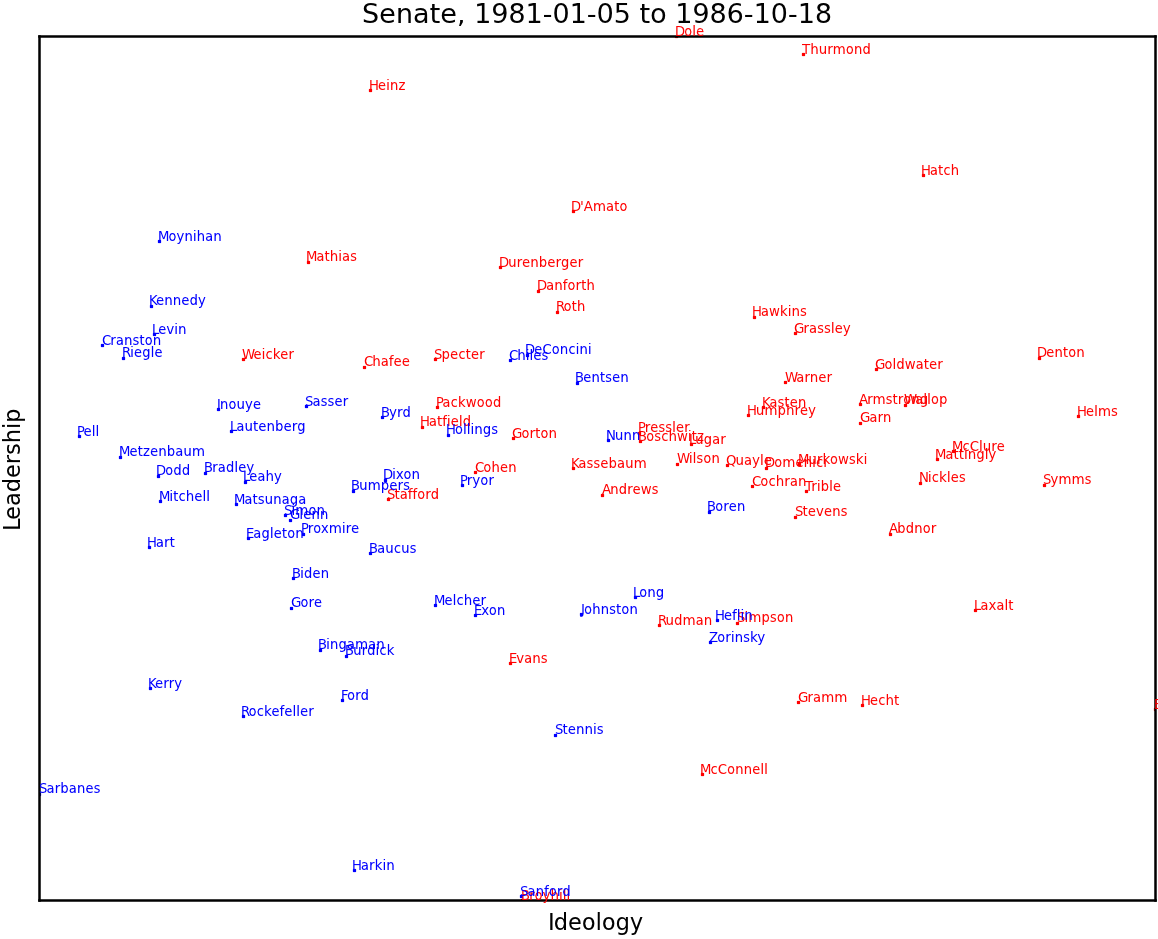 Senate, 1981-01-05 to 1986-10-18
Dole
Thurmond
Heinz
Hatch
D'Amato
Moynihan
Mathias
Durenberger
Danforth
Kennedy
Roth
Hawkins
Levin
Grassley
Cranston
Riegle
DeConcini
Weicker
Specter
Chiles
Denton
Chafee
Goldwater
Bentsen
Warner
Inouye
Sasser
Packwood
Kasten
Armstrong
Wallop
Byrd
Humphrey
Helms
Hatfield
Garn
Lautenberg
Pell
Hollings
Gorton
Nunn
Pressler
Boschwitz
Lugar
McClure
Metzenbaum
Mattingly
Dodd
Bradley
Cohen
Kassebaum
Wilson
Quayle
Domenici
Murkowski
Leahy
Dixon
Pryor
Nickles
Symms
Bumpers
Stafford
Andrews
Cochran
Trible
Mitchell
Matsunaga
Boren
Simon
Glenn
Stevens
Proxmire
Eagleton
Abdnor
Hart
Baucus
Biden
Gore
Melcher
Exon
Johnston
Long
Laxalt
Rudman
Heflin
Simpson
Zorinsky
Bingaman
Burdick
Evans
Kerry
Ford
Gramm
Hecht
Rockefeller
Stennis
McConnell
Sarbanes
Harkin
Sanford
Broyhill
Leadership
Ideology